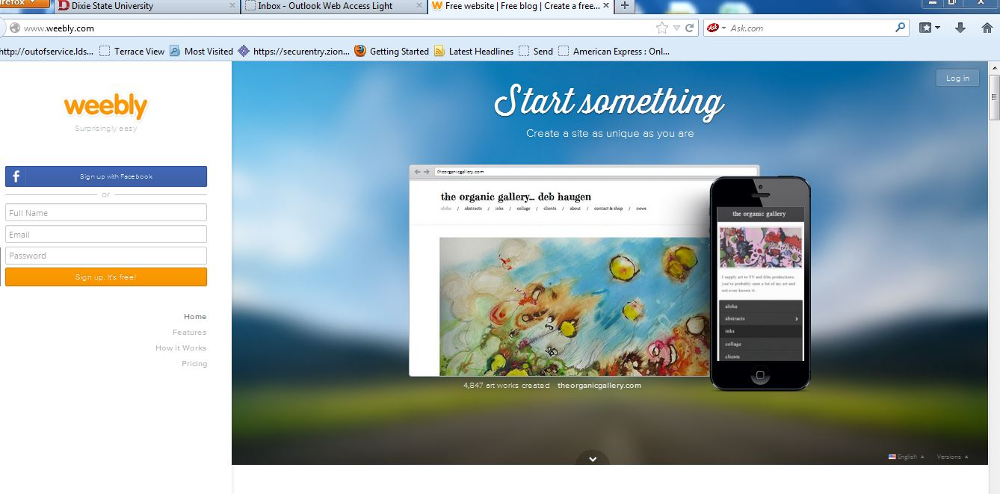 irefox
Dixie State University
Inbox - Outlook Web Access Light
Free website | Free blog | Create a free...
www.weebly.com
Ask
Ask.com
http://outofservice.lds...
Terrace View
Most Visited
https://securentry.zion...
Getting Started
Latest Headlines
Send
American Express : Onl...
weebly
Surprisingly easy
Sign up with Facebook
or
Full Name
Email
Password
Sign up. It's free!
Home
Features
How it Works
Pricing
Log in
Start something
Create a site as unique as you are
theorganicgallery.com
the organic gallery... deb haugen
aloha / abstracts / inks / collage / clients / about / contact & shop / news
the organic gallery
I supply art to TV and film productions,
you've probably seen a lot of my art and
not even known it.
aloha
abstracts
inks
collage
clients
4,847 art works created theorganicgallery.com
English
Versions